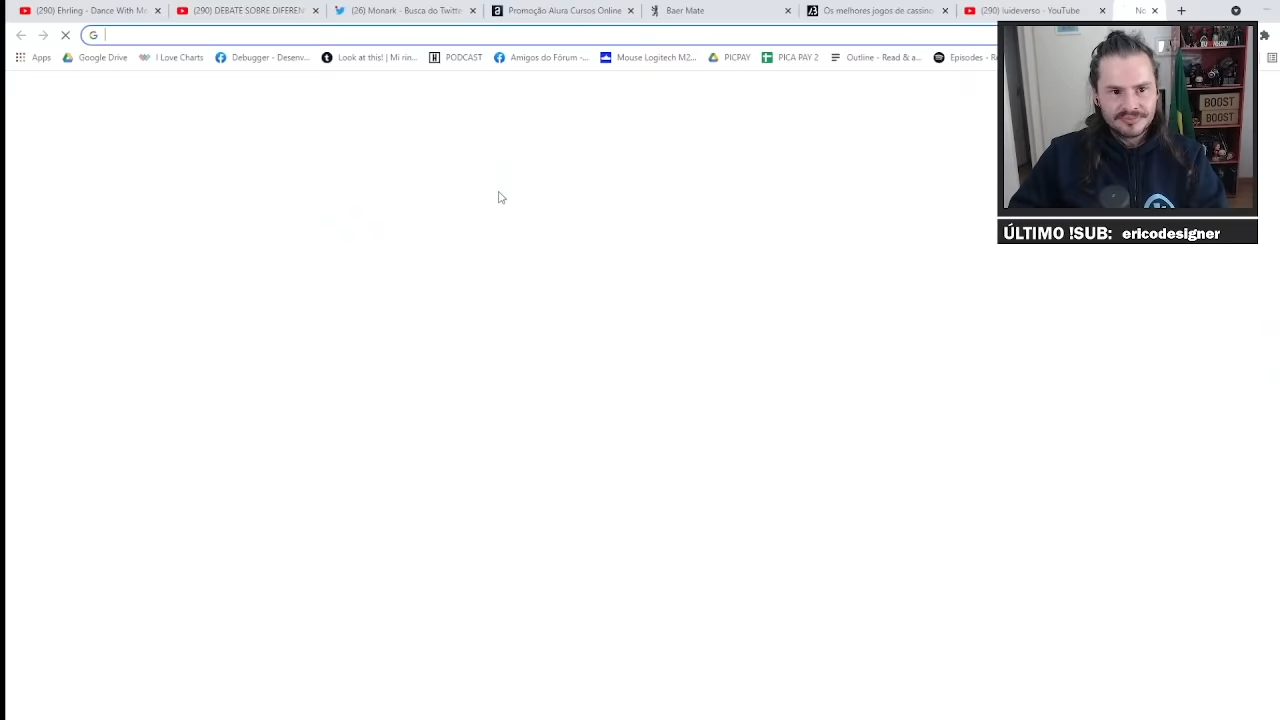 (290) Ehrling - Dance With Me
(290) DEBATE SOBRE DIFEREN
(26) Monark - Busca do Twitte
Promoção Alura Cursos Online
Baer Mate
Os melhores jogos de cassino
(290) luideverso - YouTube
Apps
Google Drive
I Love Charts
Debugger - Desenv...
Look at this! | Mi rin...
PODCAST
Amigos do Fórum -...
Mouse Logitech M2...
PICPAY
PICA PAY 2
Outline - Read & a...
Episodes - Re
BOOST
BOOST
ÚLTIMO !SUB: ericodesigner